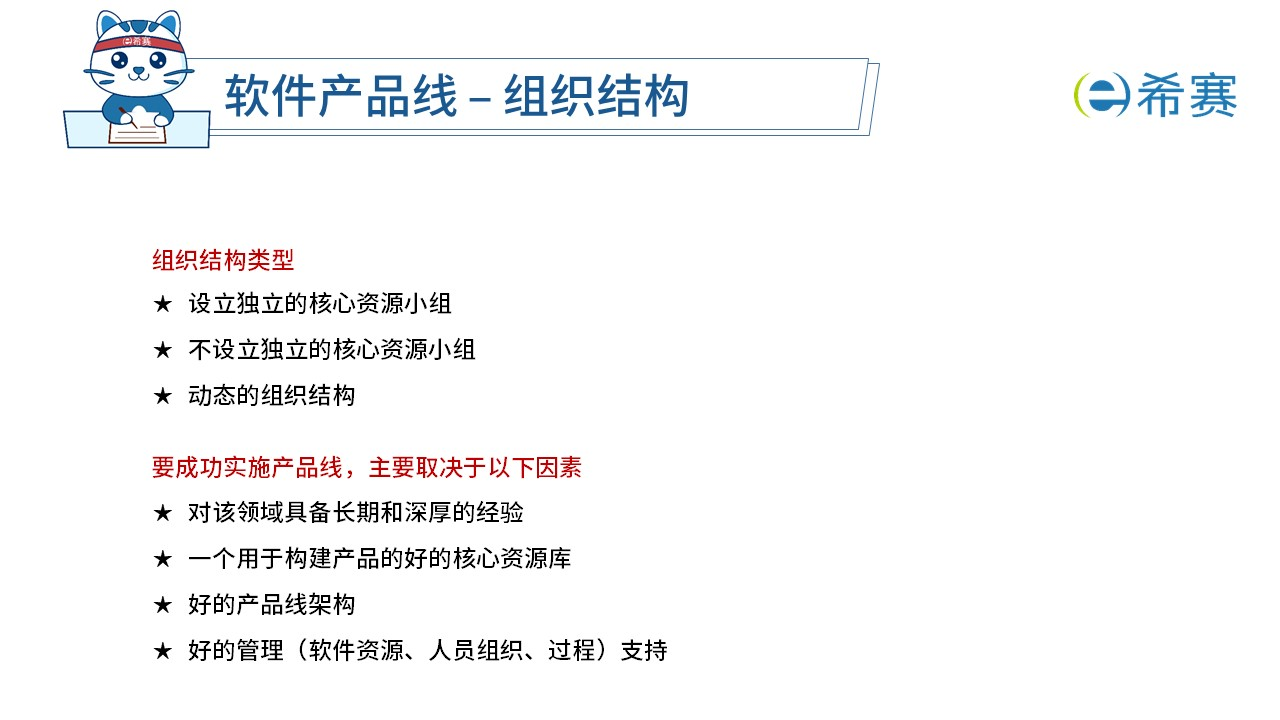 希赛
软件产品线 – 组织结构
希赛
组织结构类型
★ 设立独立的核心资源小组
★ 不设立独立的核心资源小组
★ 动态的组织结构
要成功实施产品线，主要取决于以下因素
★ 对该领域具备长期和深厚的经验
★ 一个用于构建产品的好的核心资源库
★ 好的产品线架构
★ 好的管理（软件资源、人员组织、过程）支持